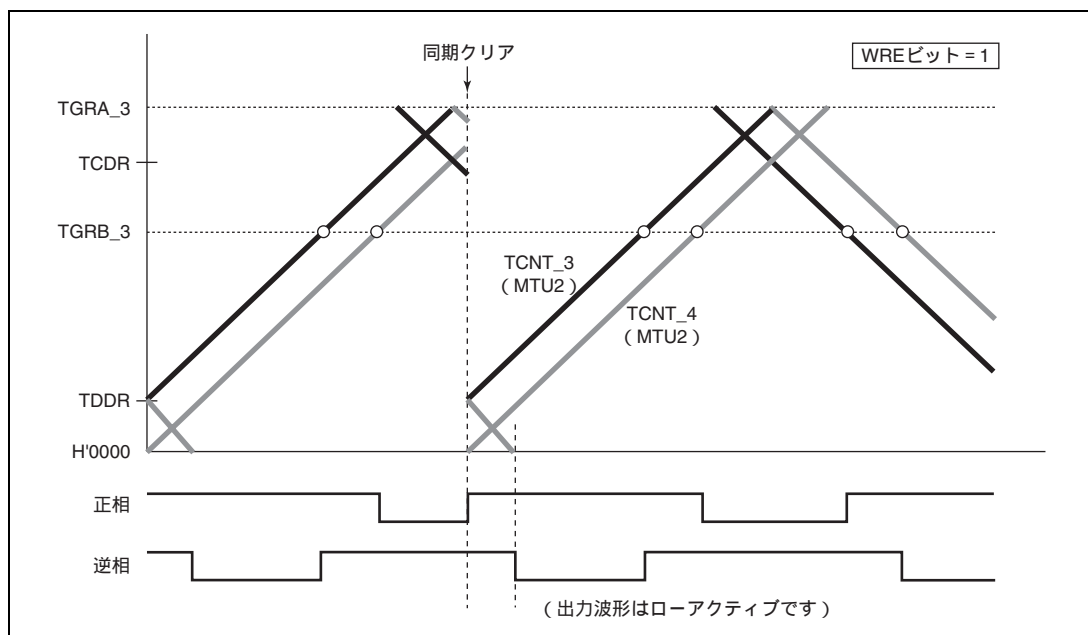 同期クリア
WREビット = 1
TGRA_3
TCDR
TGRB_3
TCNT_3
(MTU2)
TCNT_4
(MTU2)
TDDR
H'0000
正相
逆相
(出力波形はローアクティブです)